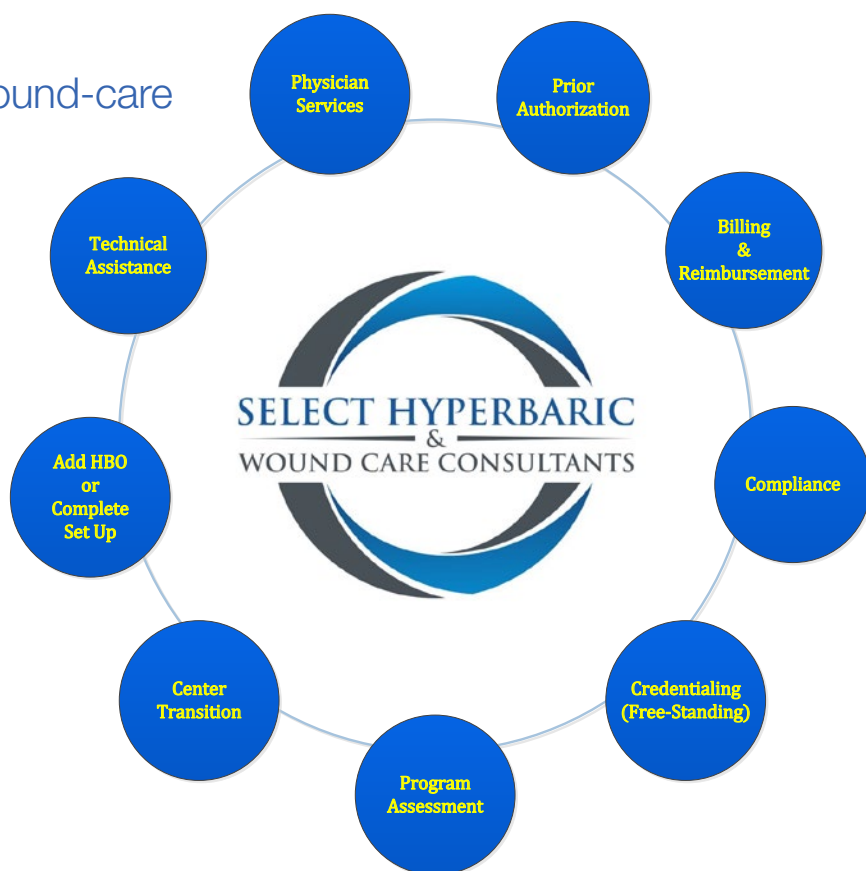 ound-care
Physician
Services
Prior
Authorization
Billing
&
Reimbursement
Compliance
Credentialing
(Free-Standing)
Program
Assessment
Center
Transition
Add HBO
or
Complete
Set Up
Technical
Assistance
SELECT HYPERBARIC
&
WOUND CARE CONSULTANTS